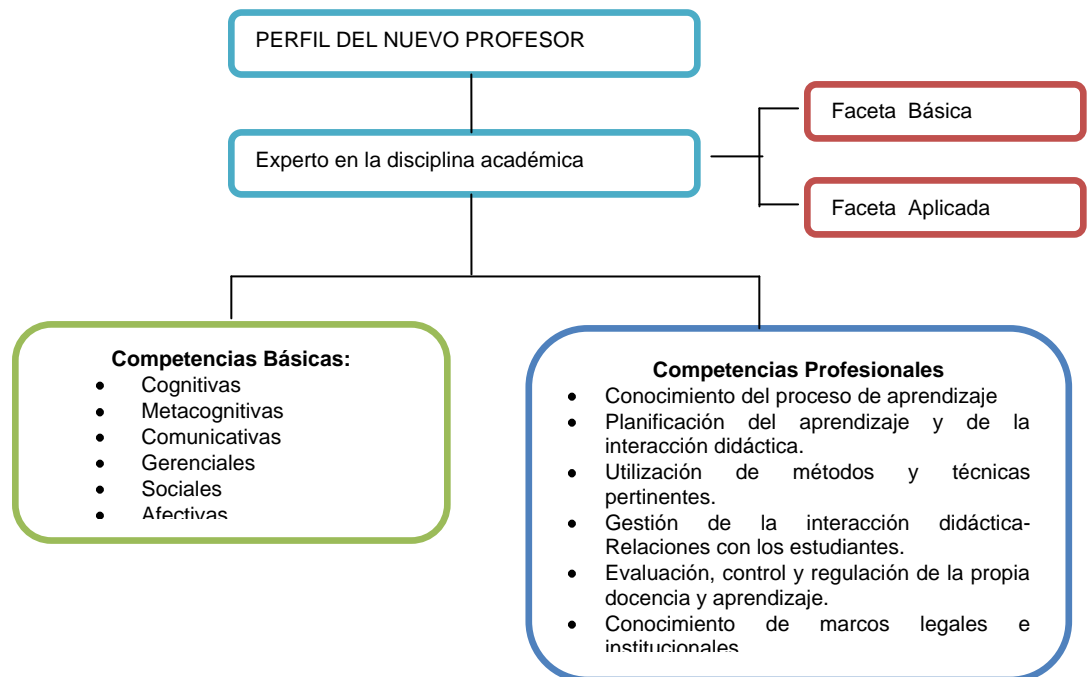 PERFIL DEL NUEVO PROFESOR
Experto en la disciplina académica
Faceta Básica
Faceta Aplicada
Competencias Básicas:
• Cognitivas
• Metacognitivas
• Comunicativas
• Gerenciales
• Sociales
• Afectivas
Competencias Profesionales
• Conocimiento del proceso de aprendizaje
• Planificación del aprendizaje y de la
interacción didáctica.
• Utilización de métodos y técnicas
pertinentes.
• Gestión de la interacción didáctica-
Relaciones con los estudiantes.
• Evaluación, control y regulación de la propia
docencia y aprendizaje.
• Conocimiento de marcos legales e
institucionales